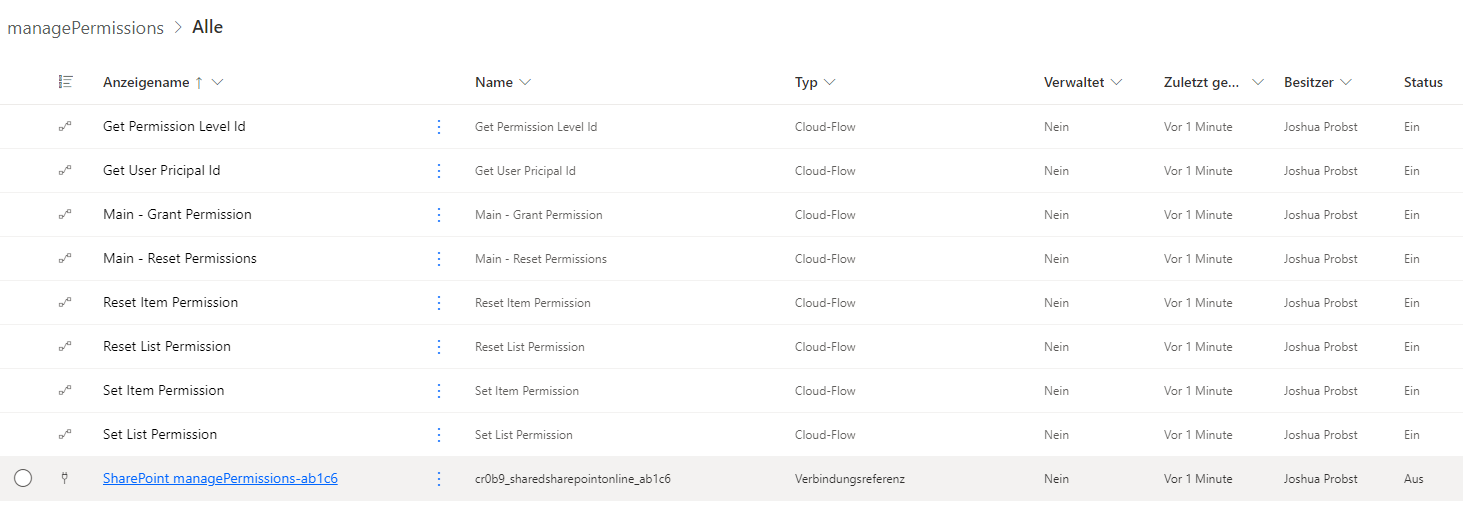 managePermissions > Alle
Anzeigename ↑ Name Typ Verwaltet Zuletzt ge... Besitzer Status
Get Permission Level Id Get Permission Level Id Cloud-Flow Nein Vor 1 Minute Joshua Probst Ein
Get User Pricipal Id Get User Pricipal Id Cloud-Flow Nein Vor 1 Minute Joshua Probst Ein
Main - Grant Permission Main - Grant Permission Cloud-Flow Nein Vor 1 Minute Joshua Probst Ein
Main - Reset Permissions Main - Reset Permissions Cloud-Flow Nein Vor 1 Minute Joshua Probst Ein
Reset Item Permission Reset Item Permission Cloud-Flow Nein Vor 1 Minute Joshua Probst Ein
Reset List Permission Reset List Permission Cloud-Flow Nein Vor 1 Minute Joshua Probst Ein
Set Item Permission Set Item Permission Cloud-Flow Nein Vor 1 Minute Joshua Probst Ein
Set List Permission Set List Permission Cloud-Flow Nein Vor 1 Minute Joshua Probst Ein
SharePoint managePermissions-ab1c6 cr0b9_sharedsharepointonline_ab1c6 Verbindungsreferenz Nein Vor 1 Minute Joshua Probst Aus